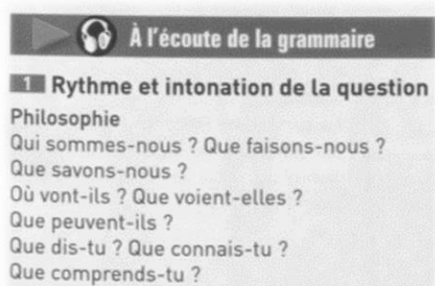 À l'écoute de la grammaire
1 Rythme et intonation de la question
Philosophie
Qui sommes-nous ? Que faisons-nous ?
Que savons-nous ?
Où vont-ils ? Que voient-elles ?
Que peuvent-ils ?
Que dis-tu ? Que connais-tu ?
Que comprends-tu ?